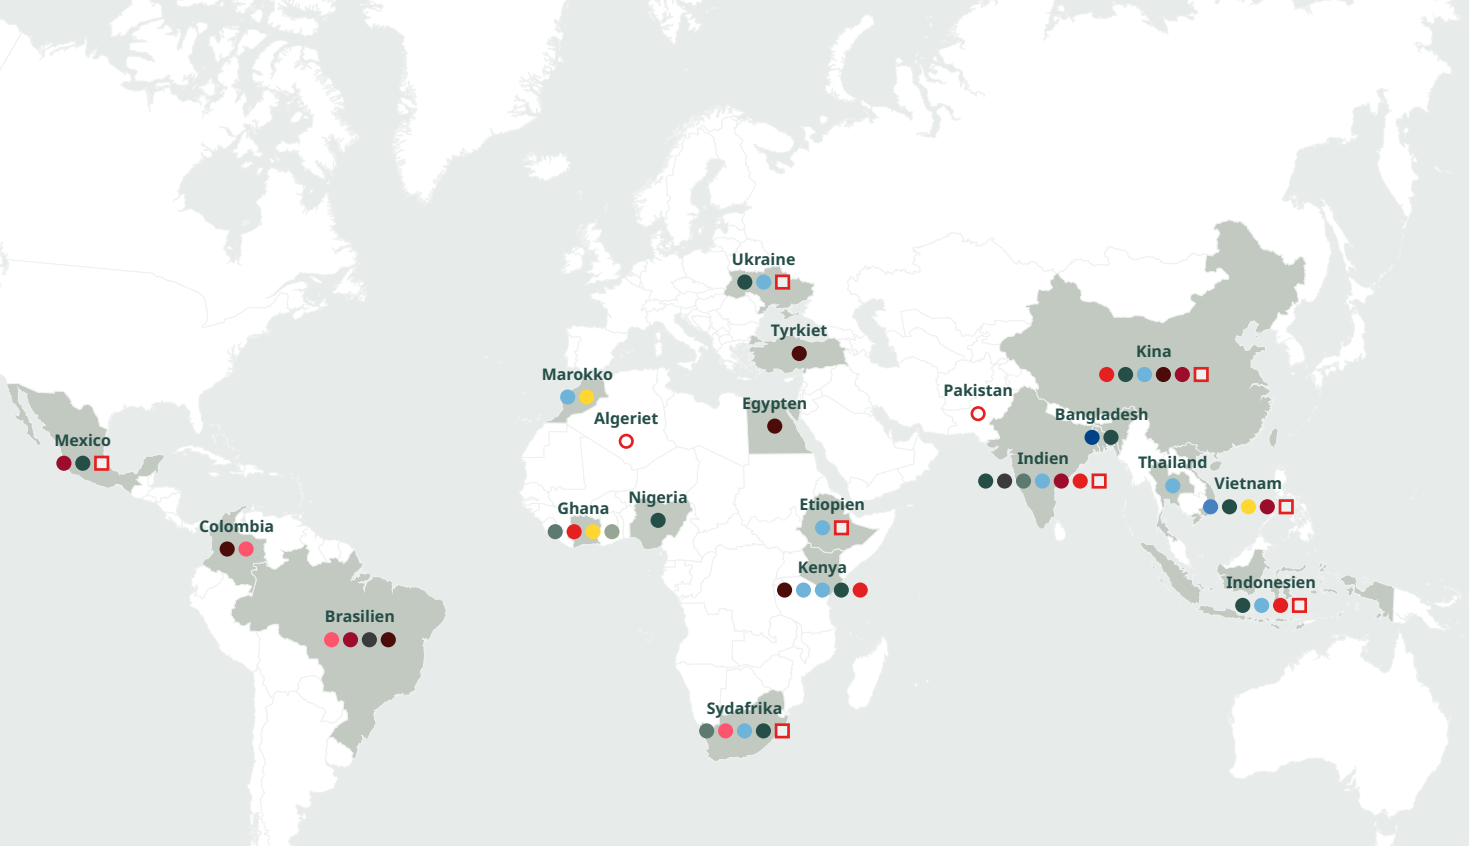 Ukraine
Tyrkiet
Kina
Marokko
Pakistan
Egypten
Bangladesh
Algeriet
Mexico
Indien
Thailand
Vietnam
Nigeria
Etiopien
Ghana
Colombia
Kenya
Indonesien
Brasilien
Sydafrika